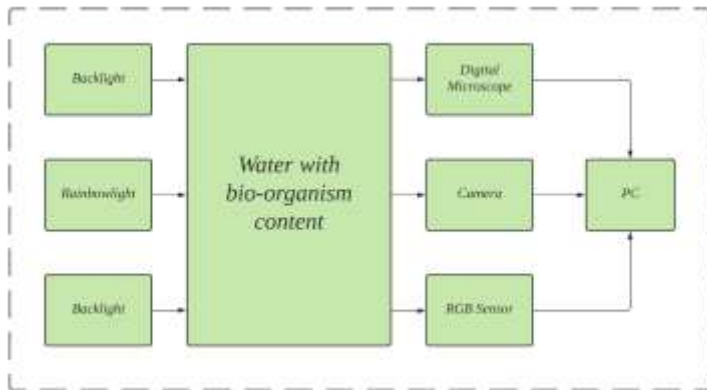 Backlight
Digital
Microscope
Water with
bio-organism
content
Rainbowlight
Camera
PC
Backlight
RGB Sensor